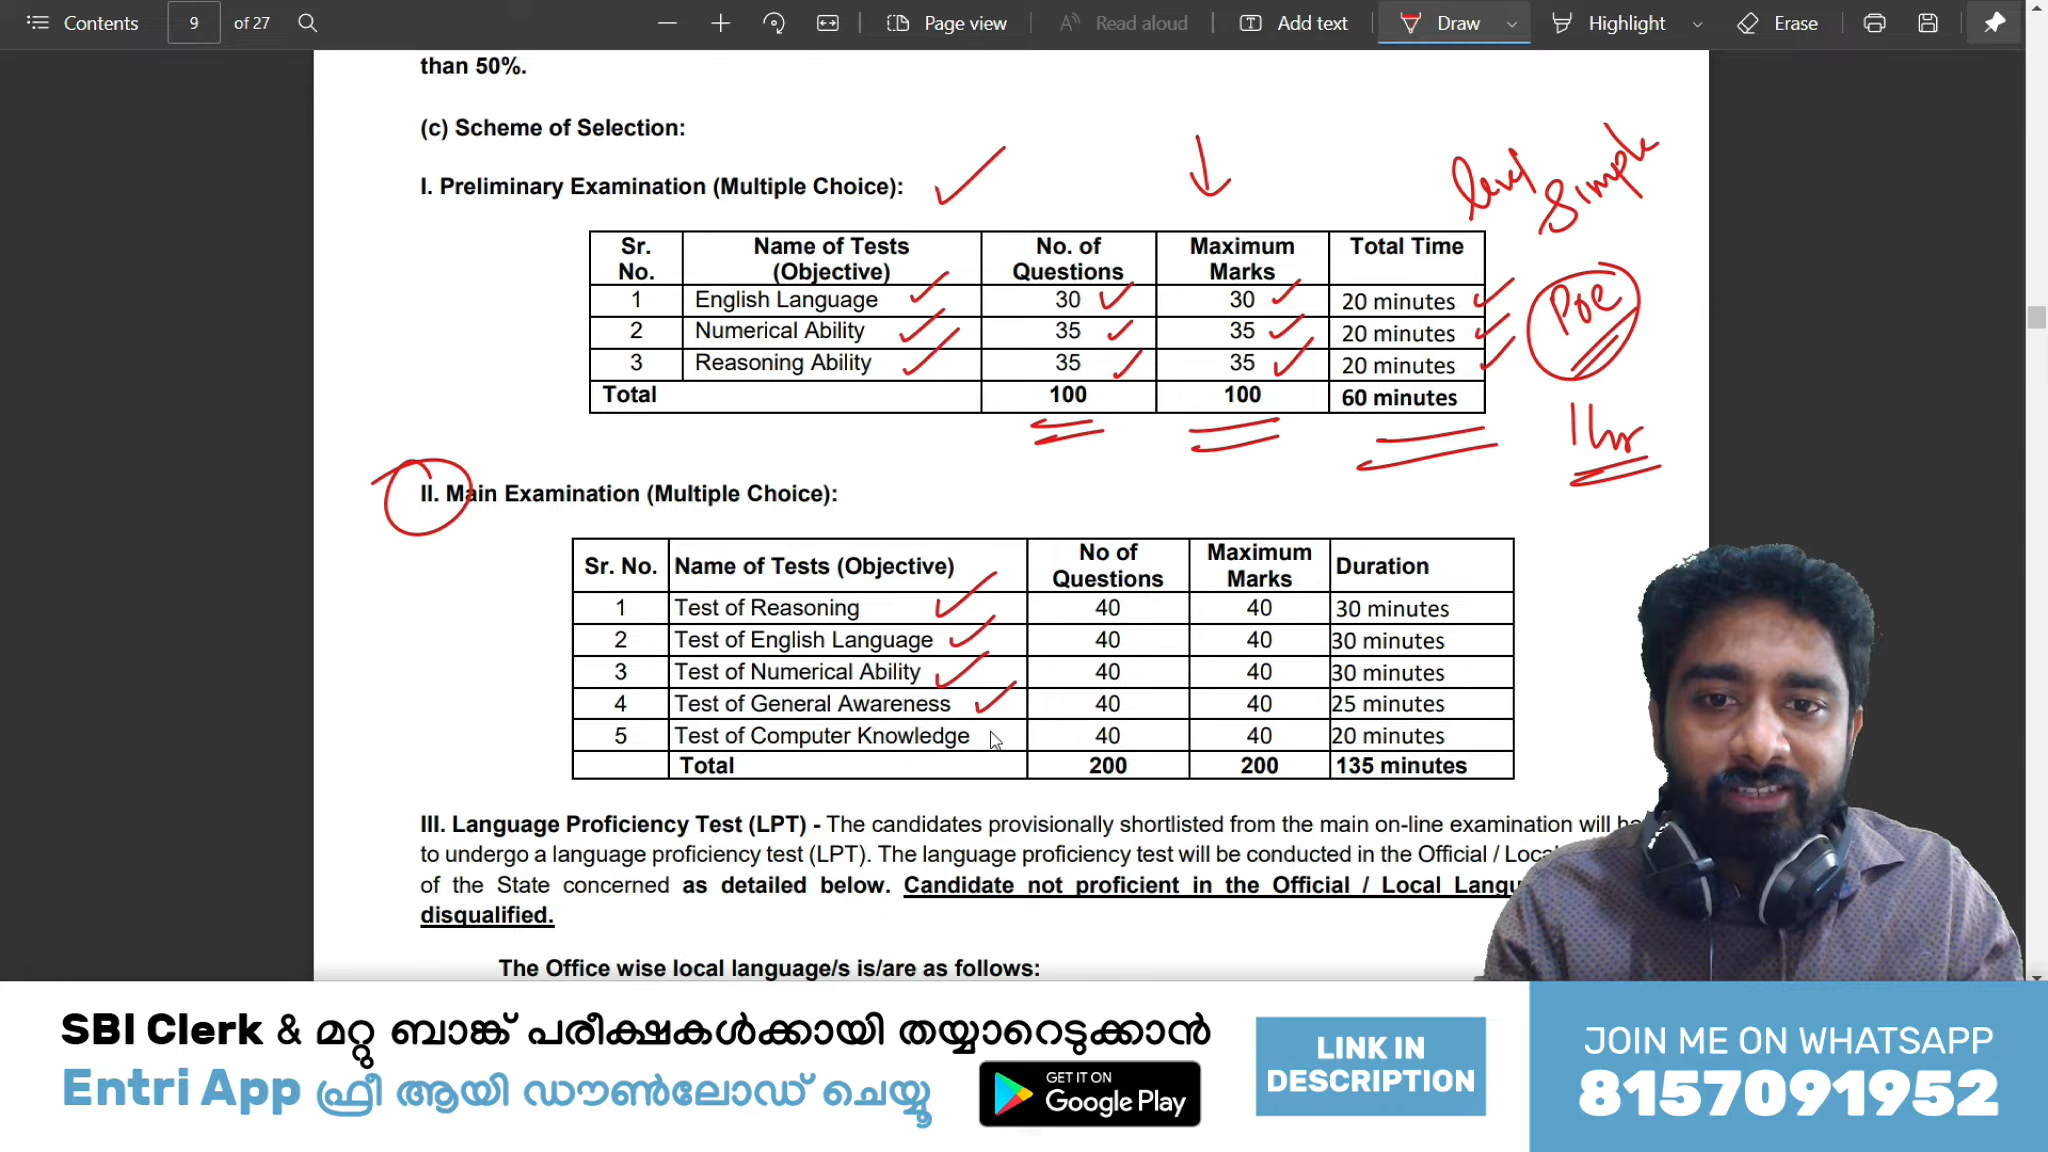 Contents 9 of 27 Page view Read aloud Add text Draw Highlight Erase
than 50%.
(c) Scheme of Selection:
level Simple
I. Preliminary Examination (Multiple Choice):
Sr. No. Name of Tests (Objective) No. of Questions Maximum Marks Total Time
1 English Language 30 30 20 minutes
2 Numerical Ability 35 35 20 minutes
3 Reasoning Ability 35 35 20 minutes
Total 100 100 60 minutes
1 hr
II. Main Examination (Multiple Choice):
Sr. No. Name of Tests (Objective) No of Questions Maximum Marks Duration
1 Test of Reasoning 40 40 30 minutes
2 Test of English Language 40 40 30 minutes
3 Test of Numerical Ability 40 40 30 minutes
4 Test of General Awareness 40 40 25 minutes
5 Test of Computer Knowledge 40 40 20 minutes
Total 200 200 135 minutes
III. Language Proficiency Test (LPT) - The candidates provisionally shortlisted from the main on-line examination will
to undergo a language proficiency test (LPT). The language proficiency test will be conducted in the Official /
of the State concerned as detailed below. Candidate not proficient in the Official / Local
disqualified.
The Office wise local language/s is/are as follows:
SBI Clerk & മറ്റു ബാങ്ക് പരീക്ഷകൾക്കായി തയ്യാറെടുക്കാൻ
Entri App ഫ്രീ ആയി ഡൗൺലോഡ് ചെയ്യൂ
GET IT ON
Google Play
LINK IN
DESCRIPTION
JOIN ME ON WHATSAPP
8157091952